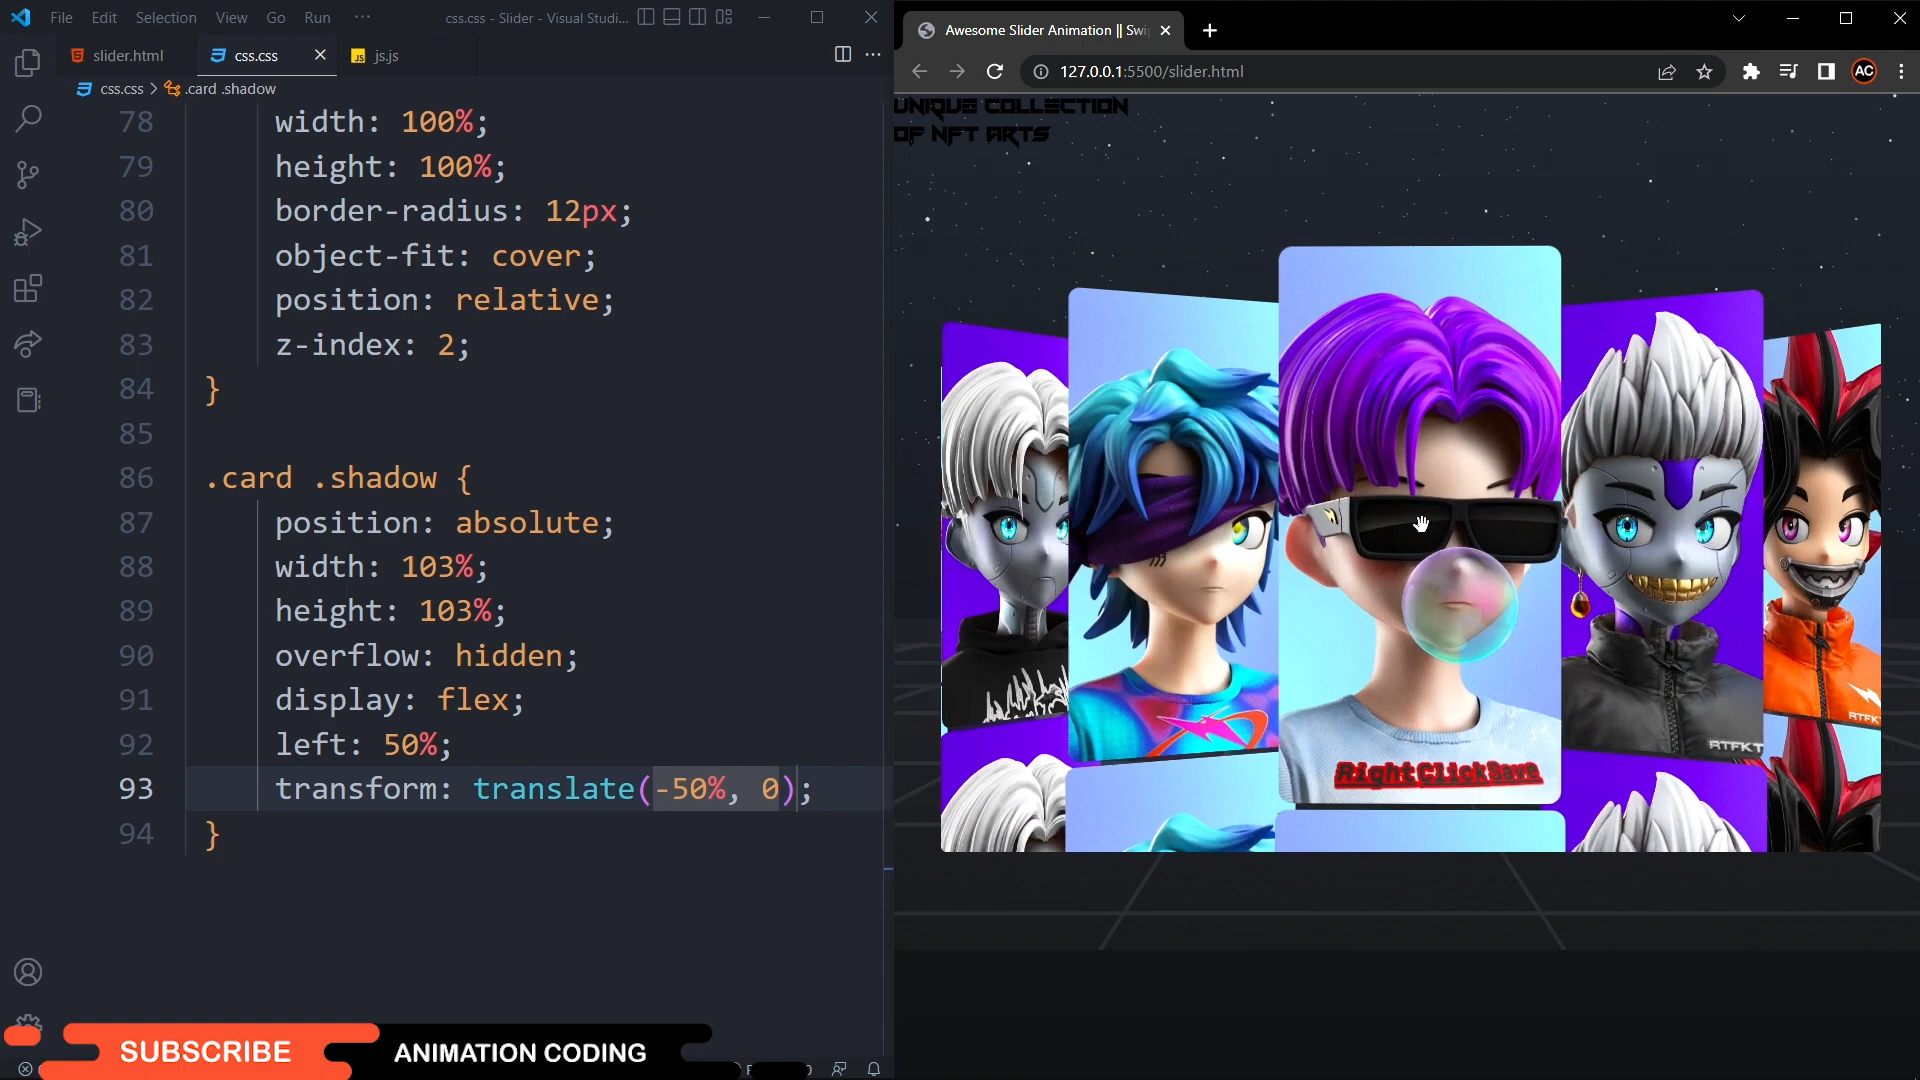 File Edit Selection View Go Run ···
css.css - Slider - Visual Studi...
slider.html
css.css
JS js.js
css.css > .card .shadow
78 width: 100%;
79 height: 100%;
80 border-radius: 12px;
81 object-fit: cover;
82 position: relative;
83 z-index: 2;
84 }
85
86 .card .shadow {
87 position: absolute;
88 width: 103%;
89 height: 103%;
90 overflow: hidden;
91 display: flex;
92 left: 50%;
93 transform: translate(-50%, 0);
94 }
SUBSCRIBE
ANIMATION CODING
Awesome Slider Animation || Swi
127.0.0.1:5500/slider.html
AC
UNIQUE COLLECTION
OF NFT ARTS
RightClickSave
RTFKT
RTFK